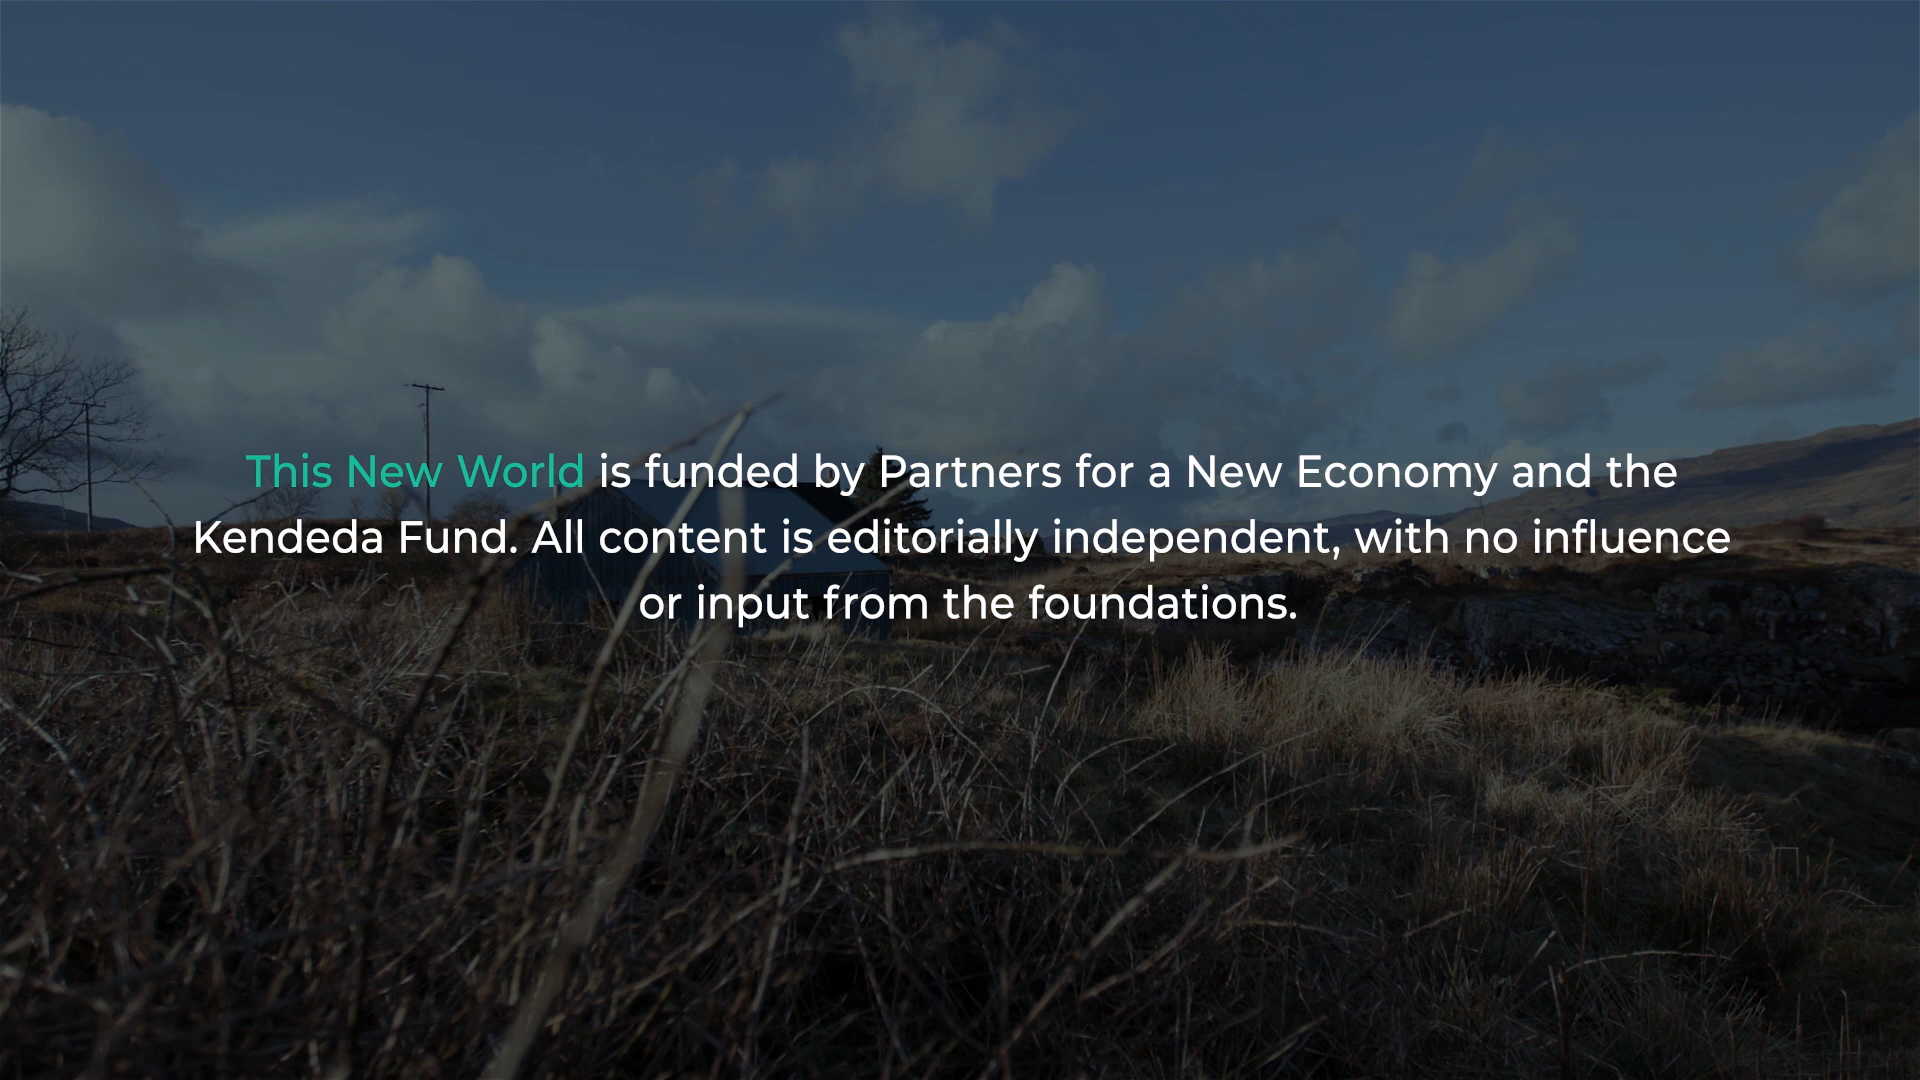 This New World is funded by Partners for a New Economy and the
Kendeda Fund. All content is editorially independent, with no influence
or input from the foundations.